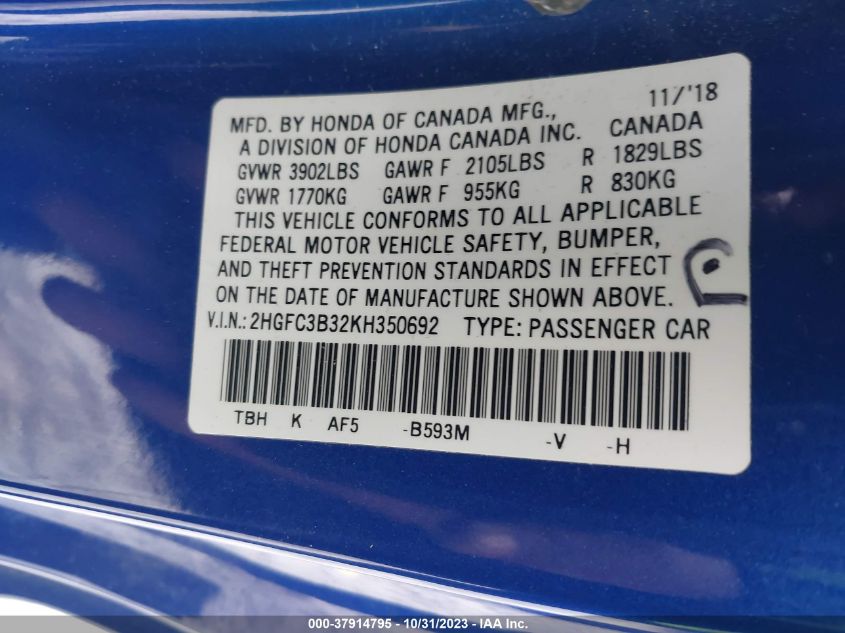 11/'18
MFD. BY HONDA OF CANADA MFG.,
A DIVISION OF HONDA CANADA INC. CANADA
GVWR 3902LBS GAWR F 2105LBS R 1829LBS
GVWR 1770KG GAWR F 955KG R 830KG
THIS VEHICLE CONFORMS TO ALL APPLICABLE
FEDERAL MOTOR VEHICLE SAFETY, BUMPER,
AND THEFT PREVENTION STANDARDS IN EFFECT
ON THE DATE OF MANUFACTURE SHOWN ABOVE.
V.I.N.: 2HGFC3B32KH350692 TYPE: PASSENGER CAR
TBH K AF5 -B593M -V -H
000-37914795 - 10/31/2023 - IAA Inc.